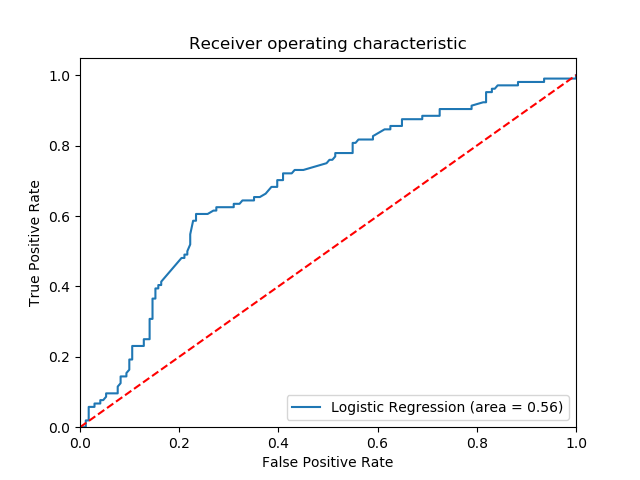 Receiver operating characteristic
1.0
0.8
0.6
0.4
0.2
0.0
True Positive Rate
Logistic Regression (area = 0.56)
0.0 0.2 0.4 0.6 0.8 1.0
False Positive Rate